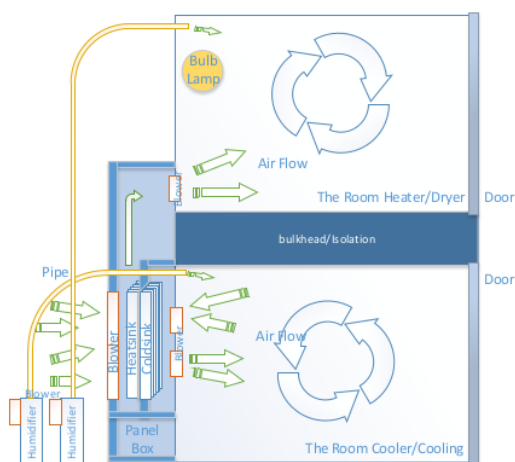 Bulb
Lamp
Air Flow
Blower
The Room Heater/Dryer
Door
bulkhead/Isolation
Pipe
Door
Blower
Heatsink
Coldsink
Blower
Air Flow
Blower
Humidifier
Humidifier
Panel
Box
The Room Cooler/Cooling